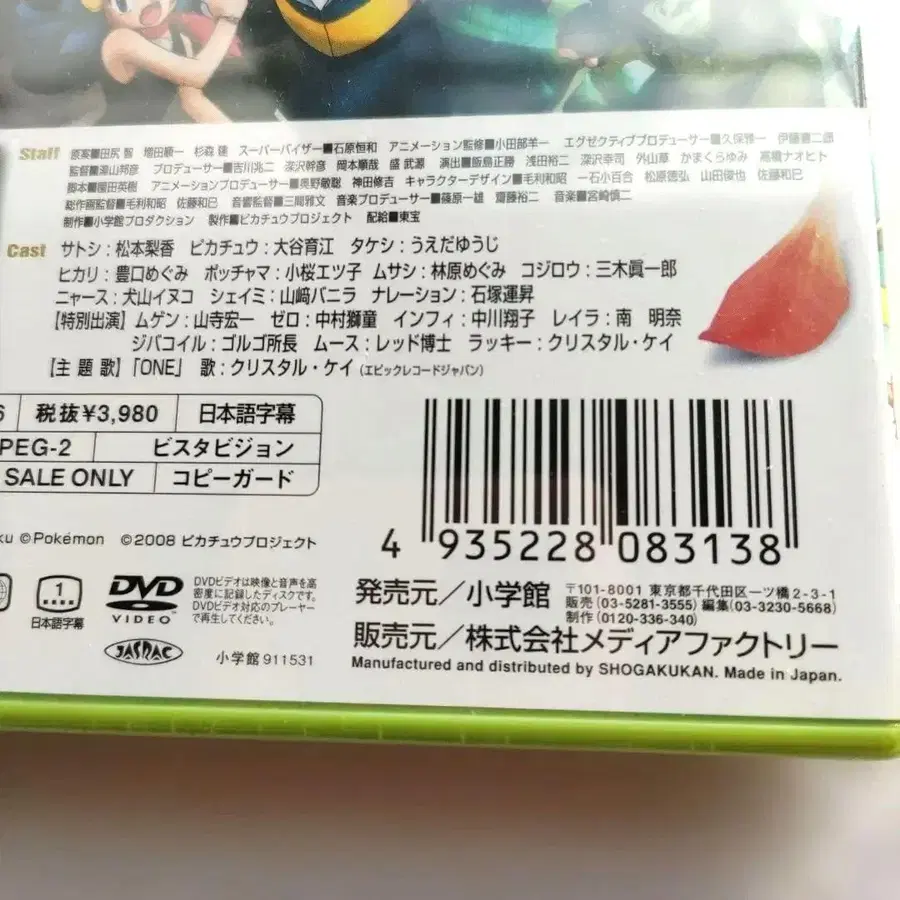 Staff 原案■田尻 智 増田順一 杉森 建 スーパーバイザー■石原恒和 アニメーション監修■小田部羊一 エグゼクティブプロデューサー■久保雅一 伊藤憲二郎
監督■湯山邦彦 プロデューサー■吉川兆二 深沢幹彦 岡本順哉 盛 武源 演出■飯島正勝 浅田裕二 深沢幸司 外山草 かまくらゆみ 高橋ナオヒト
脚本■園田英樹 アニメーションプロデューサー■奥野敏聡 神田修吉 キャラクターデザイン■毛利和昭 一石小百合 松原徳弘 山田俊也 佐藤和巳
総作画監督■毛利和昭 佐藤和巳 音響監督■三間雅文 音楽プロデューサー■篠原一雄 齋藤裕二 音楽■宮崎慎二
制作■小学館プロダクション 製作■ピカチュウプロジェクト 配給■東宝
Cast サトシ:松本梨香 ピカチュウ:大谷育江 タケシ:うえだゆうじ
ヒカリ:豊口めぐみ ポッチャマ:小桜エツ子 ムサシ:林原めぐみ コジロウ:三木眞一郎
ニャース:犬山イヌコ シェイミ:山﨑バニラ ナレーション:石塚運昇
【特別出演】ムゲン:山寺宏一 ゼロ:中村獅童 インフィ:中川翔子 レイラ:南 明奈
ジバコイル:ゴルゴ所長 ムース:レッド博士 ラッキー:クリスタル・ケイ
【主題歌】「ONE」 歌:クリスタル・ケイ(エピックレコードジャパン)
6 税抜¥3,980 日本語字幕
PEG-2 ビスタビジョン
SALE ONLY コピーガード
ku ©Pokémon ©2008 ピカチュウプロジェクト
4 935228 083138
1
日本語字幕
DVD
VIDEO
DVDビデオは映像と音声を高
密度に記録したディスクです。
DVDビデオ対応のプレーヤー
で再生してください。
JASRAC
小学館 911531
発売元/小学館 〒101-8001 東京都千代田区一ツ橋2-3-1
販売(03-5281-3555) 編集(03-3230-5668)
制作(0120-336-340)
販売元/株式会社メディアファクトリー
Manufactured and distributed by SHOGAKUKAN. Made in Japan.